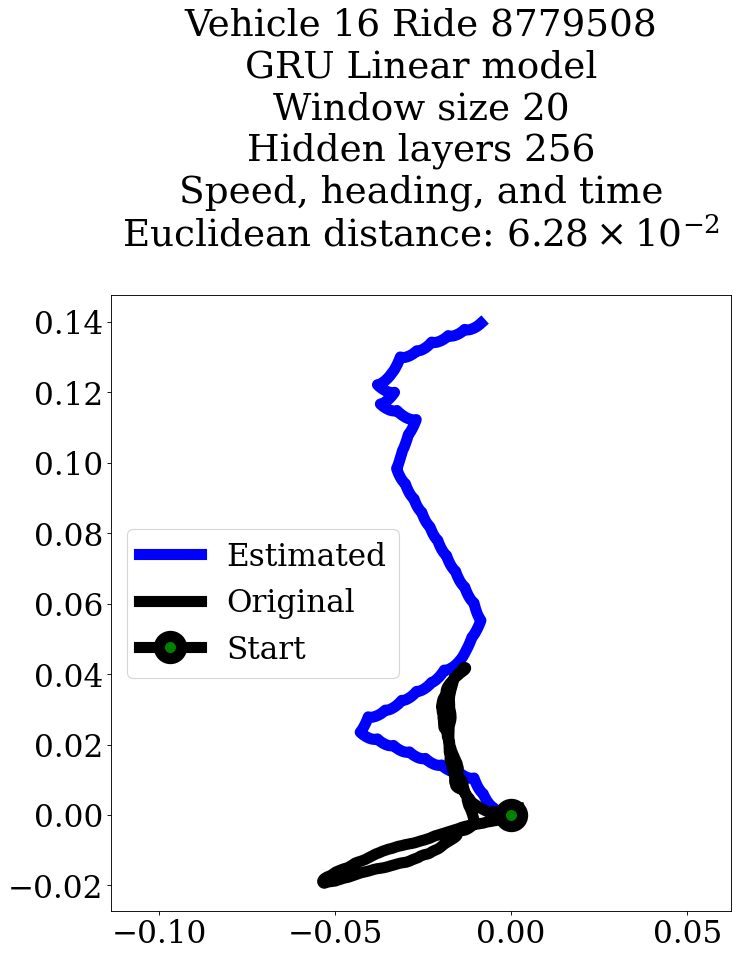 Vehicle 16 Ride 8779508
GRU Linear model
Window size 20
Hidden layers 256
Speed, heading, and time
Euclidean distance: 6.28 × 10⁻²
0.14
0.12
0.10
0.08
0.06
0.04
0.02
0.00
−0.02
Estimated
Original
Start
−0.10
−0.05
0.00
0.05